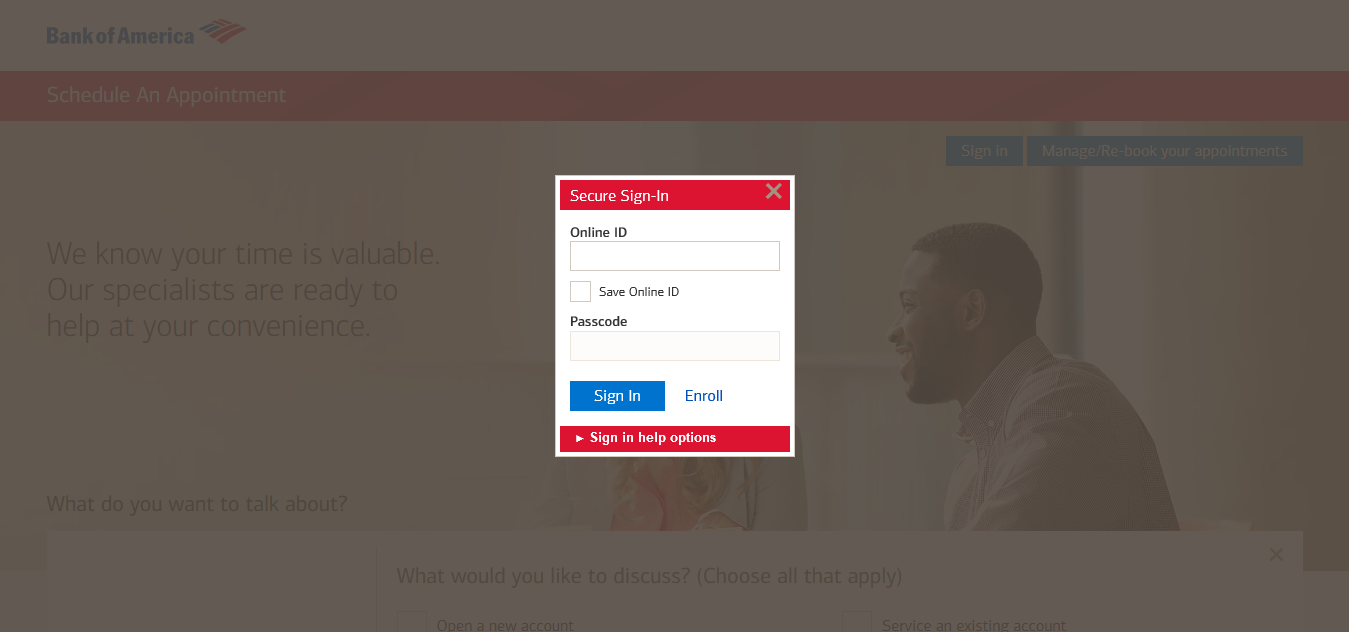 Bank of America
Schedule An Appointment
Sign in
Manage/Re-book your appointments
Secure Sign-In
Online ID
Save Online ID
Passcode
Sign In
Enroll
► Sign in help options
We know your time is valuable.
Our specialists are ready to
help at your convenience.
What do you want to talk about?
What would you like to discuss? (Choose all that apply)
Open a new account
Service an existing account